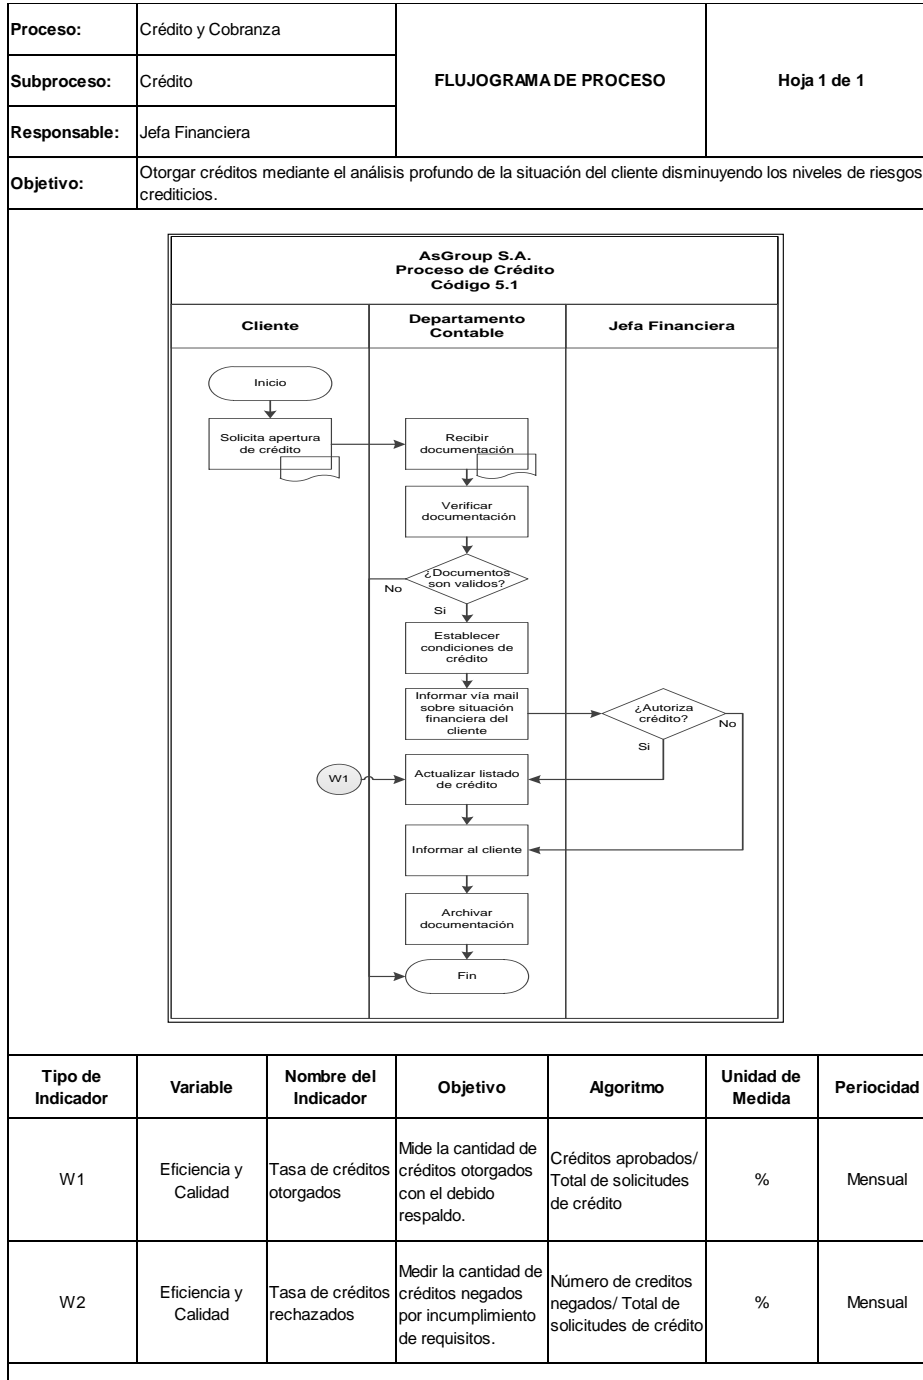 Proceso:
Crédito y Cobranza
Subproceso:
Crédito
Responsable:
Jefa Financiera
FLUJOGRAMA DE PROCESO
Hoja 1 de 1
Objetivo:
Otorgar créditos mediante el análisis profundo de la situación del cliente disminuyendo los niveles de riesgos
crediticios.
AsGroup S.A.
Proceso de Crédito
Código 5.1
Cliente
Departamento
Contable
Jefa Financiera
Inicio
Solicita apertura
de crédito
Recibir
documentación
Verificar
documentación
¿Documentos
son validos?
No
Si
Establecer
condiciones de
crédito
Informar vía mail
sobre situación
financiera del
cliente
¿Autoriza
crédito?
No
Si
W1
Actualizar listado
de crédito
Informar al cliente
Archivar
documentación
Fin
Tipo de
Indicador
Variable
Nombre del
Indicador
Objetivo
Algoritmo
Unidad de
Medida
Periocidad
W1
Eficiencia y
Calidad
Tasa de créditos
otorgados
Mide la cantidad de
créditos otorgados
con el debido
respaldo.
Créditos aprobados/
Total de solicitudes
de crédito
%
Mensual
W2
Eficiencia y
Calidad
Tasa de créditos
rechazados
Medir la cantidad de
créditos negados
por incumplimiento
de requisitos.
Número de creditos
negados/ Total de
solicitudes de crédito
%
Mensual